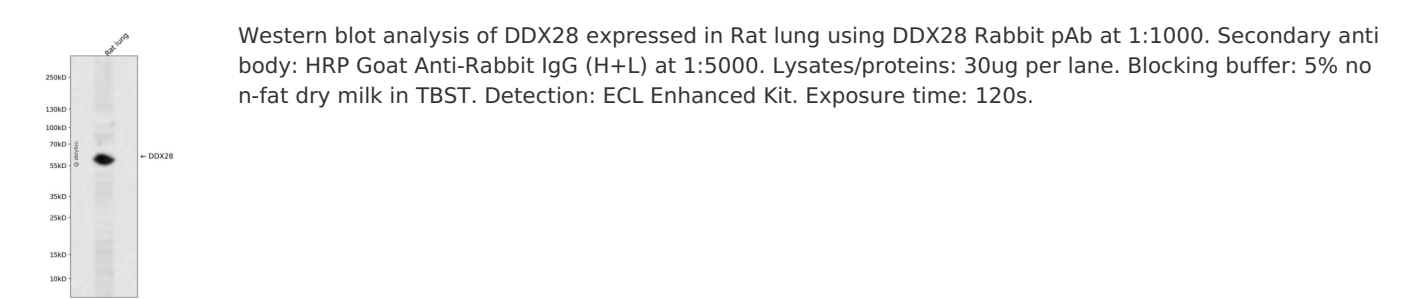 Rat lung
250kD
130kD
100kD
70kD
55kD
35kD
25kD
15kD
10kD
← DDX28
Western blot analysis of DDX28 expressed in Rat lung using DDX28 Rabbit pAb at 1:1000. Secondary anti
body: HRP Goat Anti-Rabbit IgG (H+L) at 1:5000. Lysates/proteins: 30ug per lane. Blocking buffer: 5% no
n-fat dry milk in TBST. Detection: ECL Enhanced Kit. Exposure time: 120s.